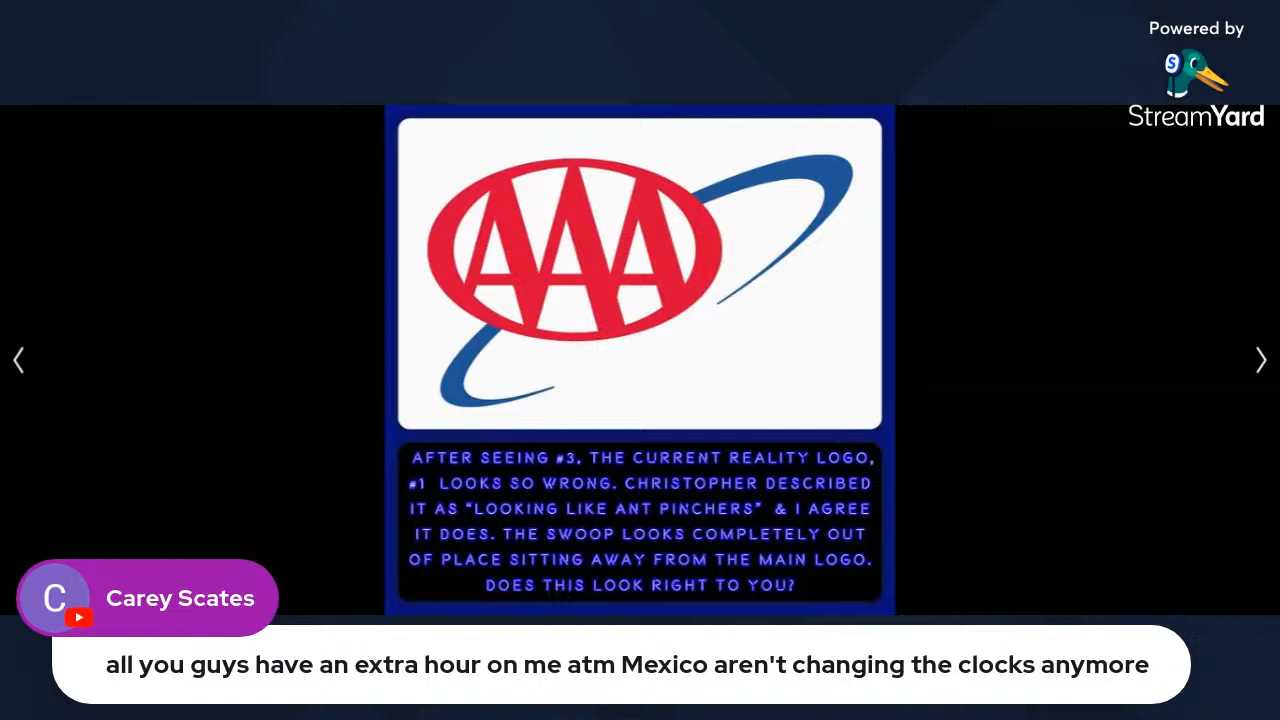 Powered by
S
StreamYard
AAA
AFTER SEEING #3, THE CURRENT REALITY LOGO,
#1 LOOKS SO WRONG. CHRISTOPHER DESCRIBED
IT AS "LOOKING LIKE ANT PINCHERS" & I AGREE
IT DOES. THE SWOOP LOOKS COMPLETELY OUT
OF PLACE SITTING AWAY FROM THE MAIN LOGO.
DOES THIS LOOK RIGHT TO YOU?
C
Carey Scates
all you guys have an extra hour on me atm Mexico aren't changing the clocks anymore